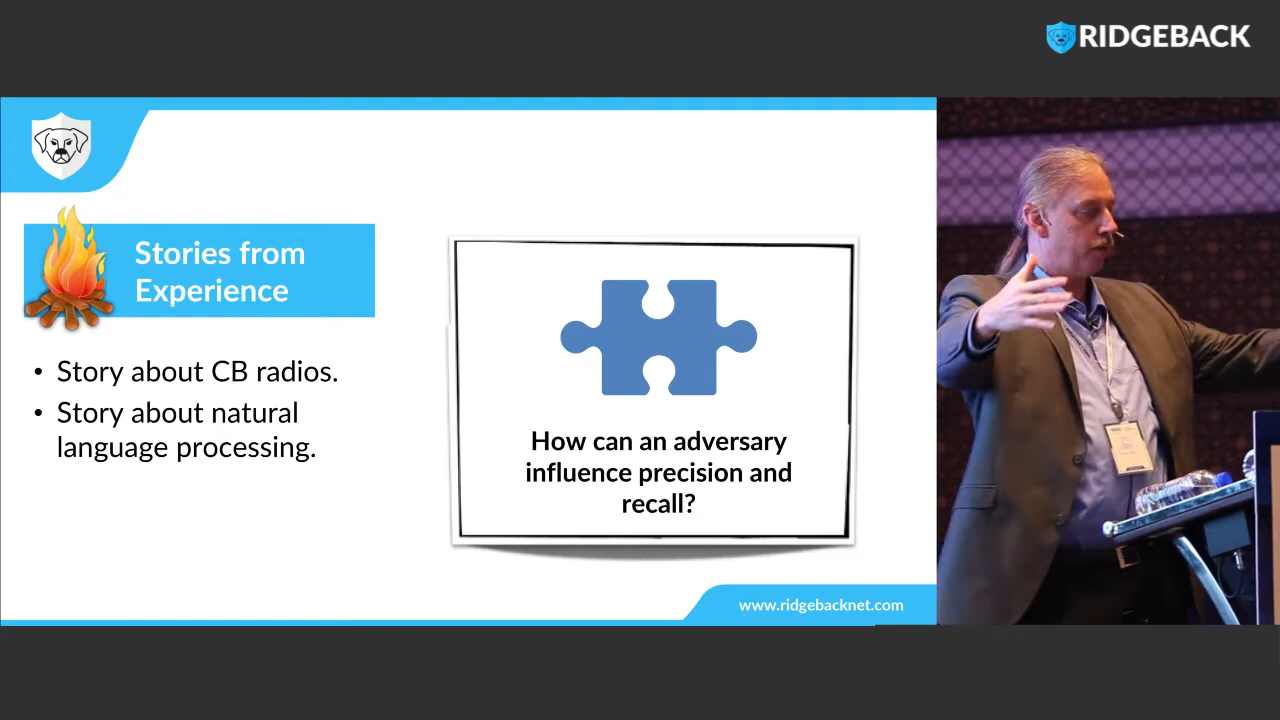 RIDGEBACK
Stories from
Experience
• Story about CB radios.
• Story about natural
language processing.
How can an adversary
influence precision and
recall?
www.ridgebacknet.com